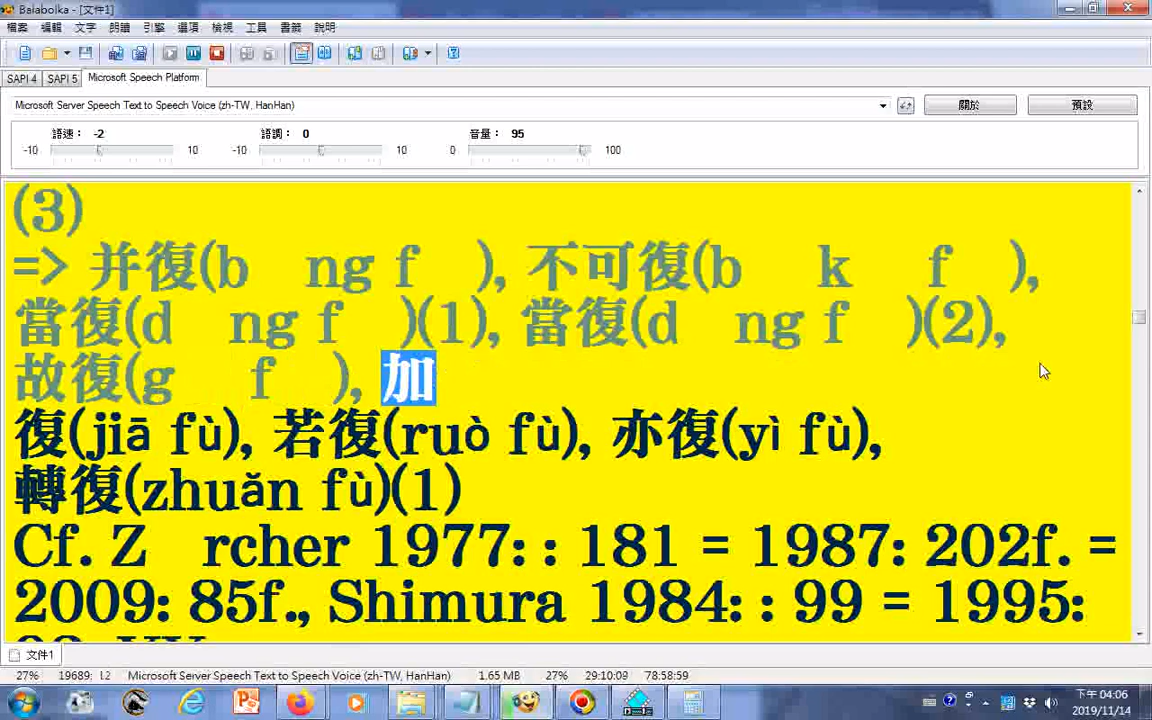 Balabolka - [文件1]
檔案 編輯 文字 朗讀 引擎 選項 檢視 工具 書籤 說明
SAPI 4 SAPI 5 Microsoft Speech Platform
Microsoft Server Speech Text to Speech Voice (zh-TW, HanHan) 關於 預設
語速： -2 語調： 0 音量： 95
-10 10 -10 10 0 100
(3)
=> 并復(b ng f ), 不可復(b k f ),
當復(d ng f )(1), 當復(d ng f )(2),
故復(g f ), 加
復(jiā fù), 若復(ruò fù), 亦復(yì fù),
轉復(zhuǎn fù)(1)
Cf. Z rcher 1977: : 181 = 1987: 202f. =
2009: 85f., Shimura 1984: : 99 = 1995:
文件1
27% 19689: 12 Microsoft Server Speech Text to Speech Voice (zh-TW, HanHan) 1.65 MB 27% 29:10:09 78:58:59
下午 04:06
2019/11/14